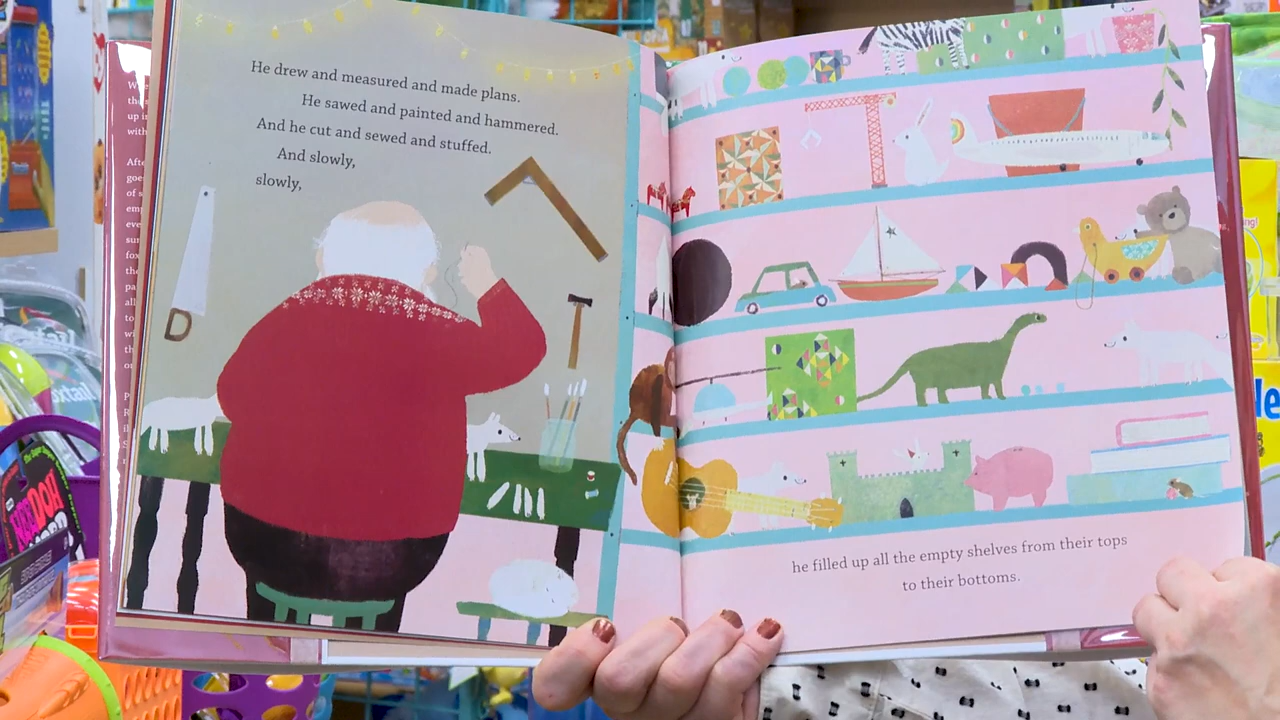 He drew and measured and made plans.
He sawed and painted and hammered.
And he cut and sewed and stuffed.
And slowly,
slowly,
he filled up all the empty shelves from their tops
to their bottoms.